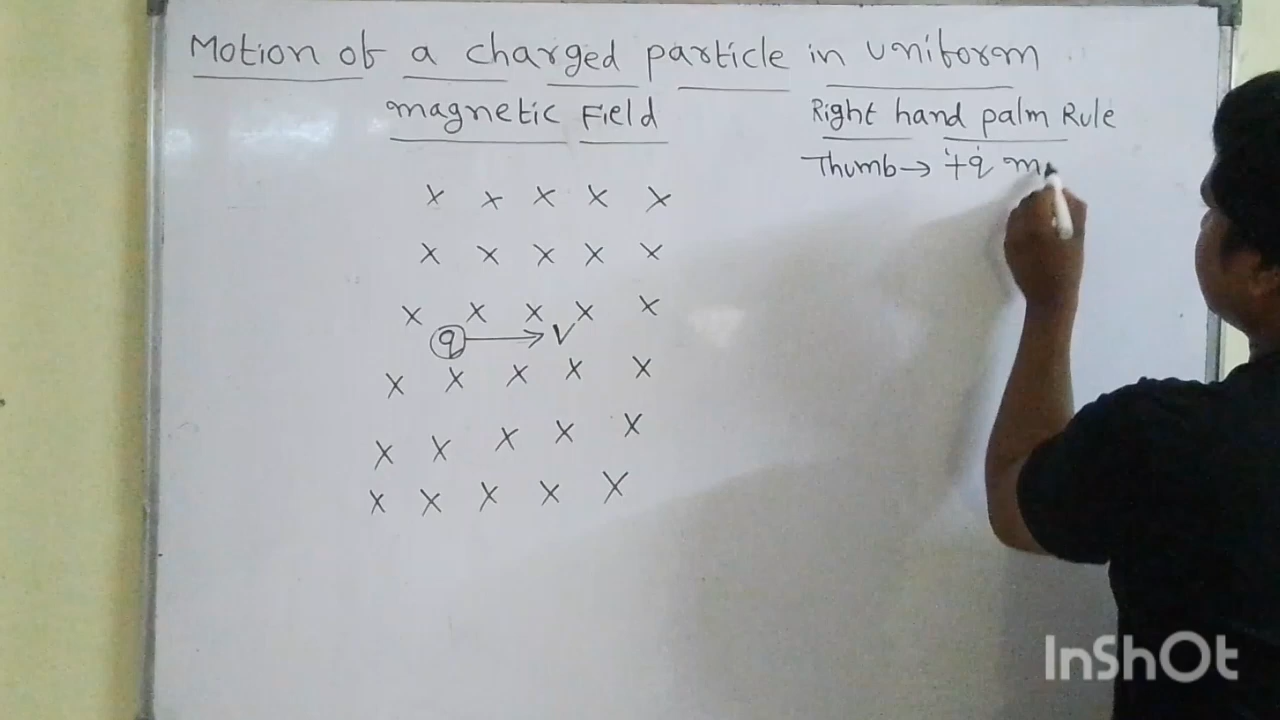 Motion of a charged particle in uniform
magnetic Field
Right hand palm Rule
Thumb → +q m
x x x x x
x x x x x
x x x x x
q → V
x x x x x
x x x x x
x x x x x
InShOt